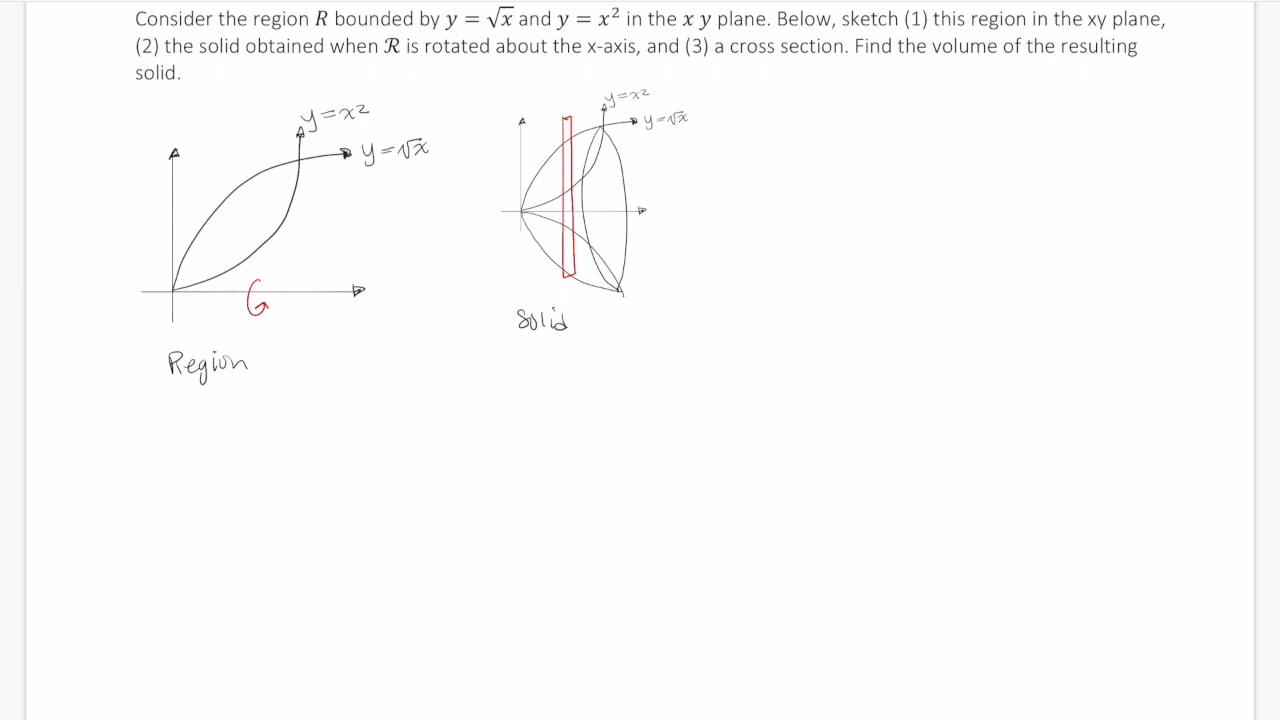 Consider the region R bounded by y = √x and y = x² in the x y plane. Below, sketch (1) this region in the xy plane,
(2) the solid obtained when ℛ is rotated about the x-axis, and (3) a cross section. Find the volume of the resulting
solid.
y=x²
y=√x
y=x²
y=√x
Solid
Region